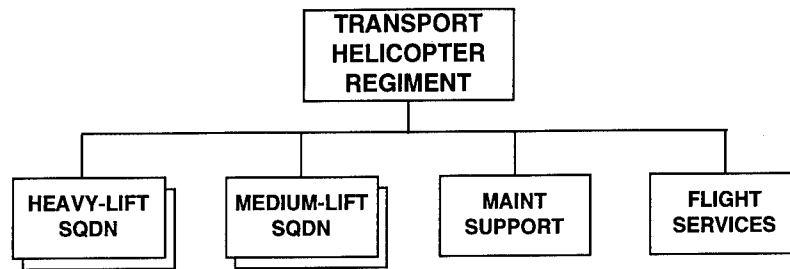 TRANSPORT
HELICOPTER
REGIMENT
HEAVY-LIFT
SQDN
MEDIUM-LIFT
SQDN
MAINT
SUPPORT
FLIGHT
SERVICES